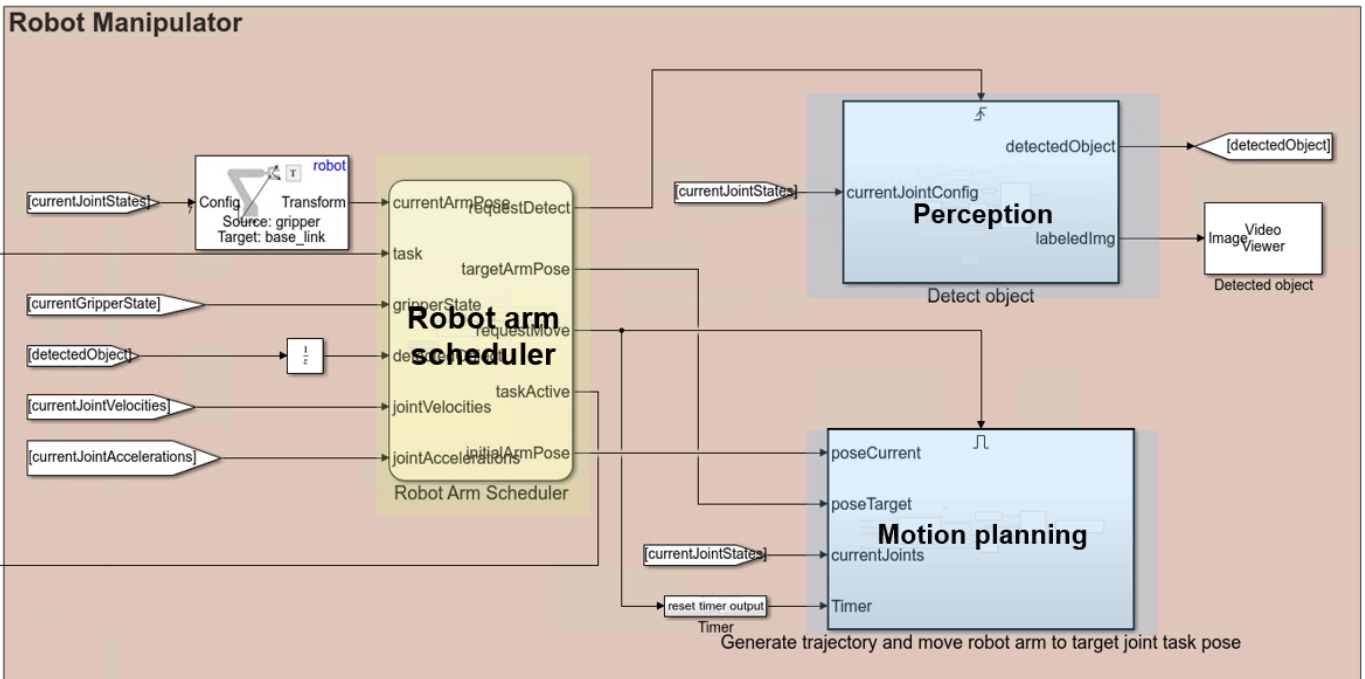 Robot Manipulator
[currentJointStates]
7
Config
robot
T
Transform
Source: gripper
Target: base_link
[currentGripperState]
[detectedObject]
1
z
[currentJointVelocities]
[currentJointAccelerations]
currentArmPose
task
gripperState
detectedObject
jointVelocities
jointAccelerations
Robot arm
scheduler
requestDetect
targetArmPose
requestMove
taskActive
initialArmPose
Robot Arm Scheduler
[currentJointStates]
currentJointConfig
Perception
detectedObject
labeledImg
Detect object
[detectedObject]
Image
Video
Viewer
Detected object
poseCurrent
poseTarget
currentJoints
Timer
Motion planning
[currentJointStates]
reset timer output
Timer
Generate trajectory and move robot arm to target joint task pose